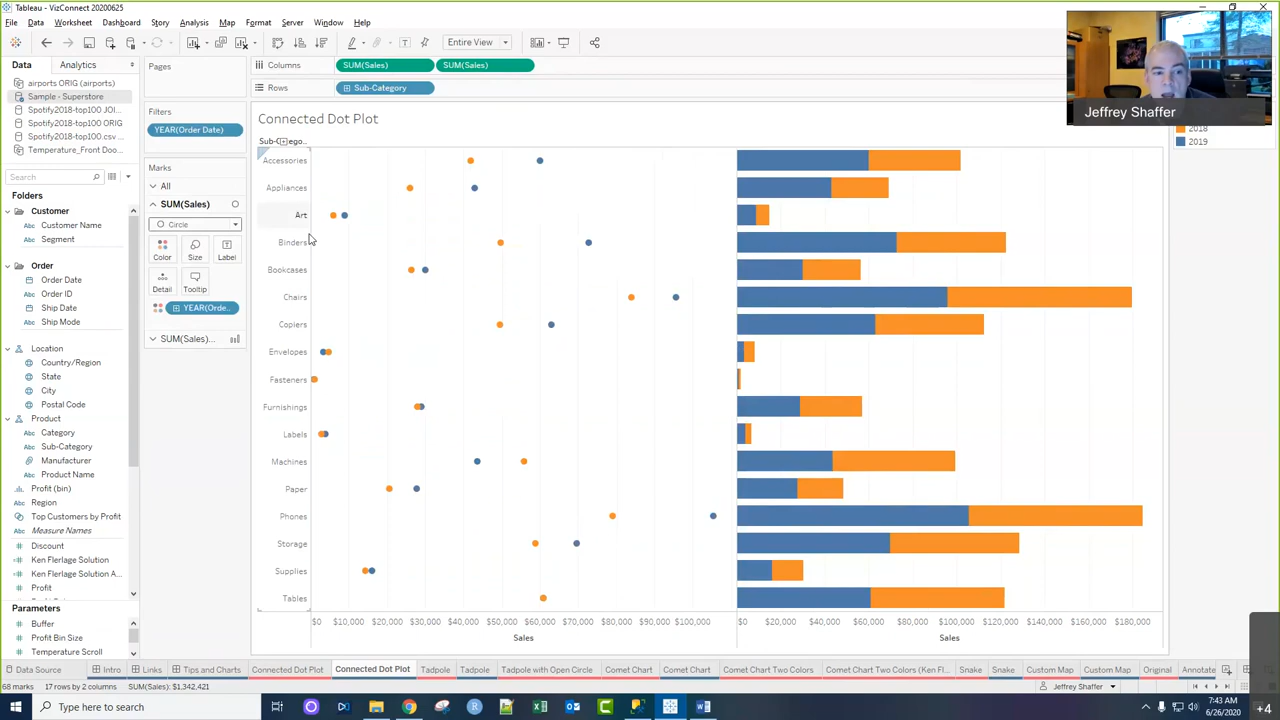 Tableau - VizConnect 20200625
File Data Worksheet Dashboard Story Analysis Map Format Server Window Help
Entire View
Data Analytics
Pages
Columns SUM(Sales) SUM(Sales)
Rows Sub-Category
airports ORIG (airports)
Sample - Superstore
Spotify2018-top100 JOI...
Spotify2018-top100 ORIG
Spotify2018-top100.csv ...
Temperature_Front Doo...
Search
Folders
Customer
Customer Name
Segment
Order
Order Date
Order ID
Ship Date
Ship Mode
Location
Country/Region
State
City
Postal Code
Product
Category
Sub-Category
Manufacturer
Product Name
Profit (bin)
Region
Top Customers by Profit
Measure Names
Discount
Ken Flerlage Solution
Ken Flerlage Solution A...
Profit
Parameters
Buffer
Profit Bin Size
Temperature Scroll
Filters
YEAR(Order Date)
Marks
All
SUM(Sales)
Circle
Color Size Label
Detail Tooltip
YEAR(Orde..
SUM(Sales)...
Connected Dot Plot
Accessories
Appliances
Art
Binders
Bookcases
Chairs
Copiers
Envelopes
Fasteners
Furnishings
Labels
Machines
Paper
Phones
Storage
Supplies
Tables
$0 $10,000 $20,000 $30,000 $40,000 $50,000 $60,000 $70,000 $80,000 $90,000 $100,000
Sales
$0 $20,000 $40,000 $60,000 $80,000 $100,000 $120,000 $140,000 $160,000 $180,000
Sales
Jeffrey Shaffer
2018
2019
Data Source Intro Links Tips and Charts Connected Dot Plot Connected Dot Plot Tadpole Tadpole Tadpole with Open Circle Comet Chart Comet Chart Comet Chart Two Colors Comet Chart Two Colors (Ken Fl... Snake Snake Custom Map Custom Map Original Annotate
68 marks 17 rows by 2 columns SUM(Sales): $1,342,421
Jeffrey Shaffer
Type here to search
7:43 AM
6/26/2020
+4